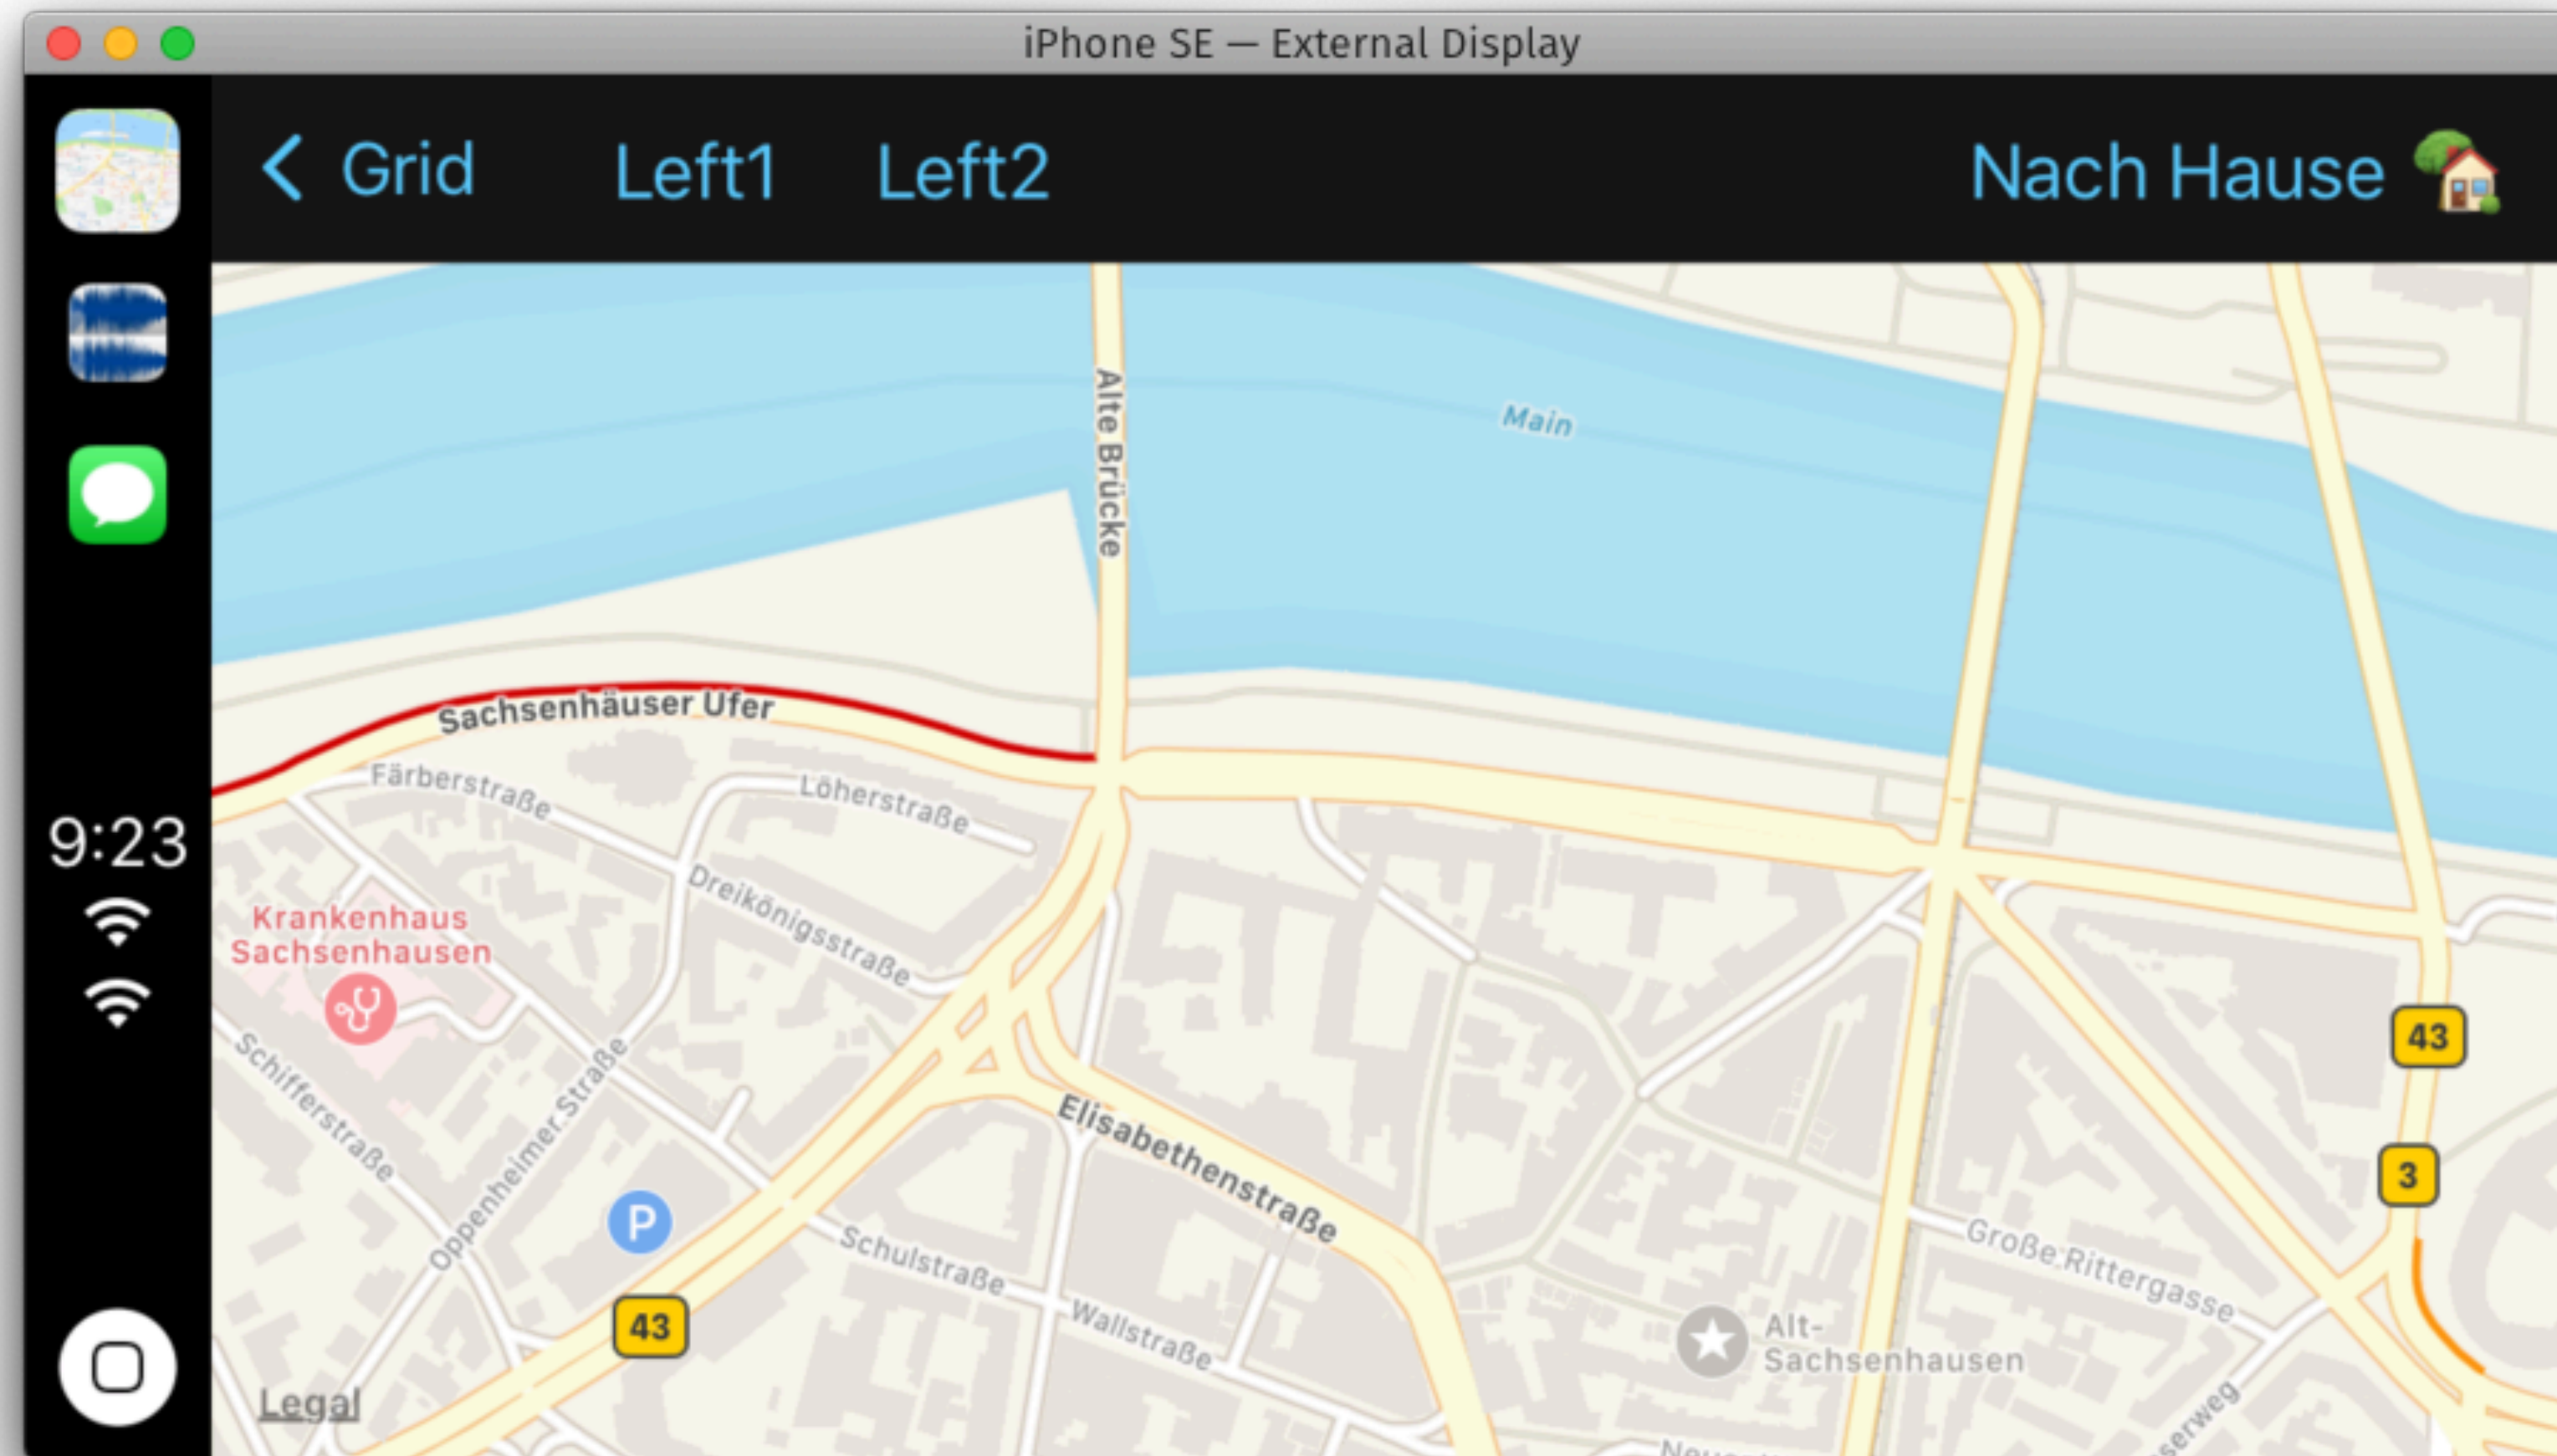 iPhone SE — External Display
Grid
Left1
Left2
Nach Hause
Alte Brücke
Main
Sachsenhäuser Ufer
Färberstraße
Löherstraße
9:23
Dreikönigsstraße
Krankenhaus
Sachsenhausen
43
Schifferstraße
Oppenheimer Straße
Elisabethenstraße
3
P
Schulstraße
Große Rittergasse
43
Wallstraße
Alt-
Sachsenhausen
Legal